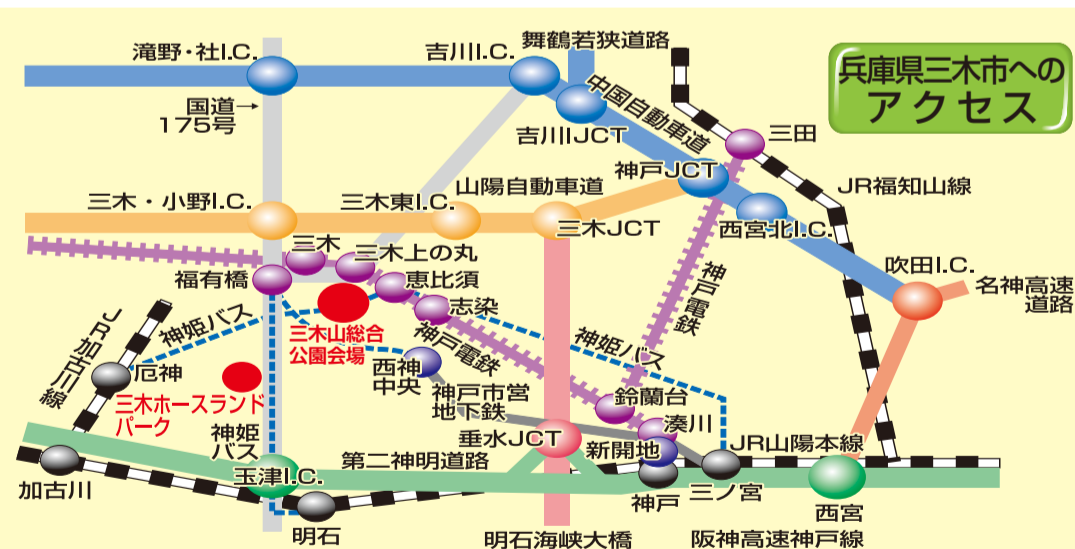 兵庫県三木市への
アクセス
滝野・社I.C.
吉川I.C.
舞鶴若狭道路
国道→
175号
吉川IJCT
中国自動車道
三田
神戸JCT
JR福知山線
三木・小野I.C.
三木東I.C.
山陽自動車道
三木JCT
西宮北I.C.
三木
三木上の丸
福有橋
恵比須
志染
吹田I.C.
名神高速
道路
神戸電鉄
神姫バス
三木山総合
公園会場
神戸電鉄
神姫バス
JR加古川線
厄神
西神
中央
三木ホースランド
パーク
神戸市営
地下鉄
鈴蘭台
湊川
神姫
バス
垂水JCT
新開地
JR山陽本線
玉津I.C.
第二神明道路
加古川
神戸
三ノ宮
西宮
明石
明石海峡大橋
阪神高速神戸線